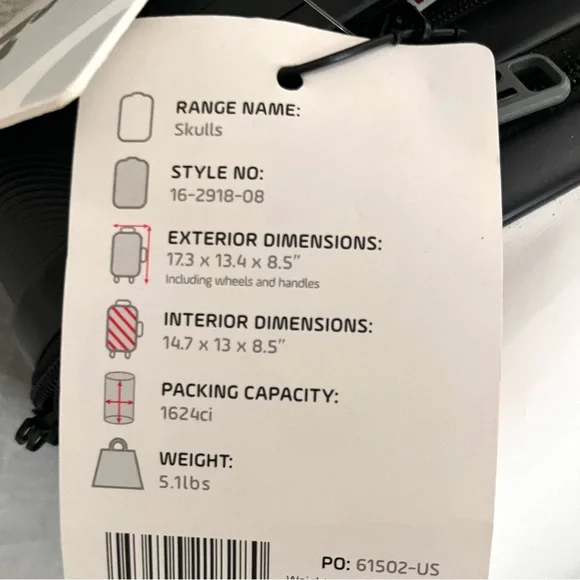 RANGE NAME:
Skulls
STYLE NO:
16-2918-08
EXTERIOR DIMENSIONS:
17.3 x 13.4 x 8.5"
Including wheels and handles
INTERIOR DIMENSIONS:
14.7 x 13 x 8.5"
PACKING CAPACITY:
1624ci
WEIGHT:
5.1lbs
PO: 61502-US